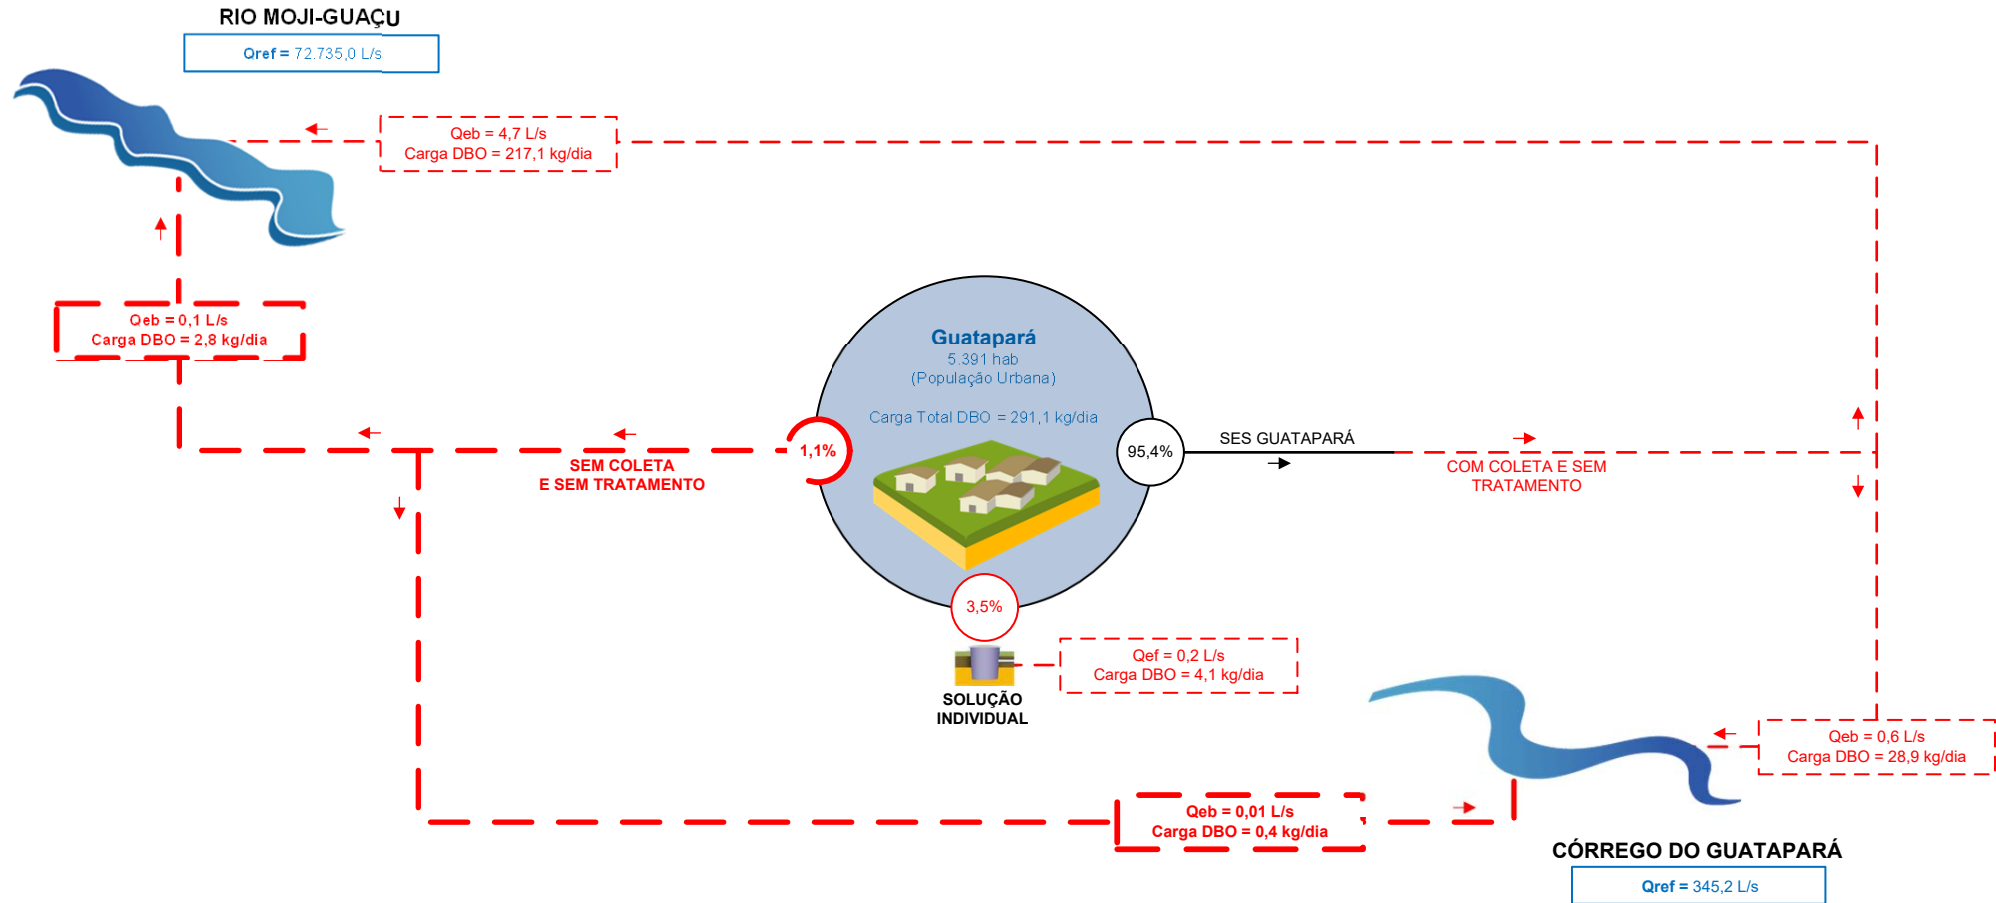 RIO MOJI-GUAÇU
Qref = 72.735,0 L/s
Qeb = 4,7 L/s
Carga DBO = 217,1 kg/dia
Qeb = 0,1 L/s
Carga DBO = 2,8 kg/dia
Guatapará
5.391 hab
(População Urbana)
Carga Total DBO = 291,1 kg/dia
1,1%
95,4%
SES GUATAPARÁ
SEM COLETA
E SEM TRATAMENTO
COM COLETA E SEM
TRATAMENTO
3,5%
Qef = 0,2 L/s
Carga DBO = 4,1 kg/dia
SOLUÇÃO
INDIVIDUAL
Qeb = 0,6 L/s
Carga DBO = 28,9 kg/dia
Qeb = 0,01 L/s
Carga DBO = 0,4 kg/dia
CÓRREGO DO GUATAPARÁ
Qref = 345,2 L/s